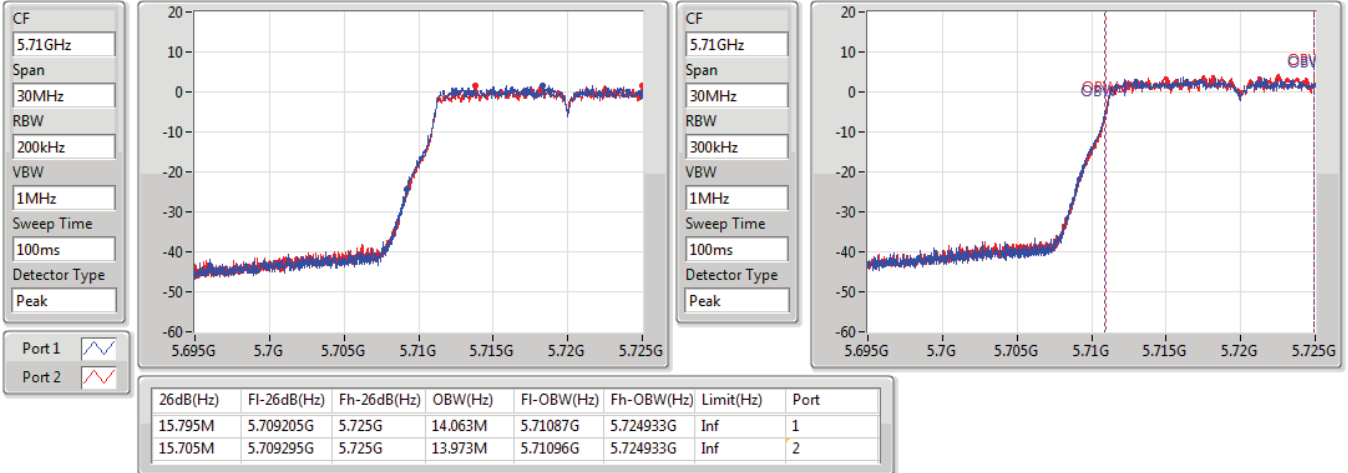 CF
5.71GHz
Span
30MHz
RBW
200kHz
VBW
1MHz
Sweep Time
100ms
Detector Type
Peak
Port 1
Port 2
20
10
0
-10
-20
-30
-40
-50
-60
5.695G 5.7G 5.705G 5.71G 5.715G 5.72G 5.725G
CF
5.71GHz
Span
30MHz
RBW
300kHz
VBW
1MHz
Sweep Time
100ms
Detector Type
Peak
20
10
0
-10
-20
-30
-40
-50
-60
OBW
OBV
5.695G 5.7G 5.705G 5.71G 5.715G 5.72G 5.725G
26dB(Hz) Fl-26dB(Hz) Fh-26dB(Hz) OBW(Hz) Fl-OBW(Hz) Fh-OBW(Hz) Limit(Hz) Port
15.795M 5.709205G 5.725G 14.063M 5.71087G 5.724933G Inf 1
15.705M 5.709295G 5.725G 13.973M 5.71096G 5.724933G Inf 2